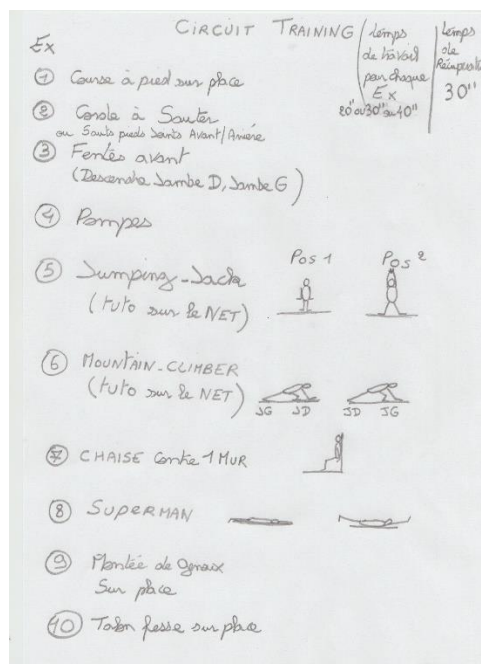 CIRCUIT TRAINING
Ex
temps
de travail
par chaque
Ex
20" ou 30" ou 40"
temps
de
Récupération
30"
① Course à pied sur place
② Corde à Sauter
ou Sauts pieds Joints Avant/Arrière
③ Fentes avant
(Descendre Jambe D, Jambe G)
④ Pompes
⑤ Jumping-Jack
(tuto sur le NET)
Pos 1
Pos 2
⑥ MOUNTAIN-CLIMBER
(tuto sur le NET)
JG JD JD JG
⑦ CHAISE Contre 1 MUR
⑧ SUPERMAN
⑨ Montée de Genoux
Sur place
⑩ Talon fesse sur place